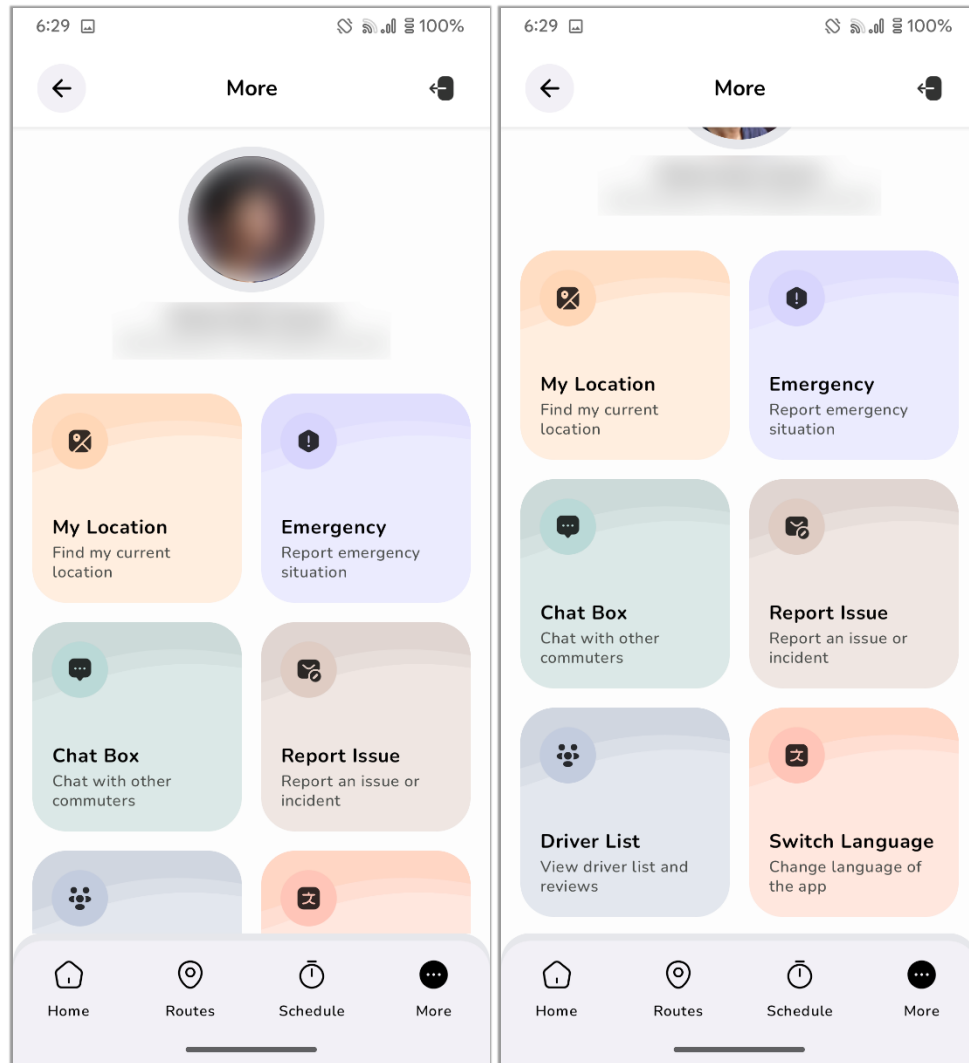 6:29
100%
More
My Location
Find my current
location
Emergency
Report emergency
situation
Chat Box
Chat with other
commuters
Report Issue
Report an issue or
incident
文
Home
Routes
Schedule
More
6:29
100%
More
My Location
Find my current
location
Emergency
Report emergency
situation
Chat Box
Chat with other
commuters
Report Issue
Report an issue or
incident
Driver List
View driver list and
reviews
文
Switch Language
Change language of
the app
Home
Routes
Schedule
More